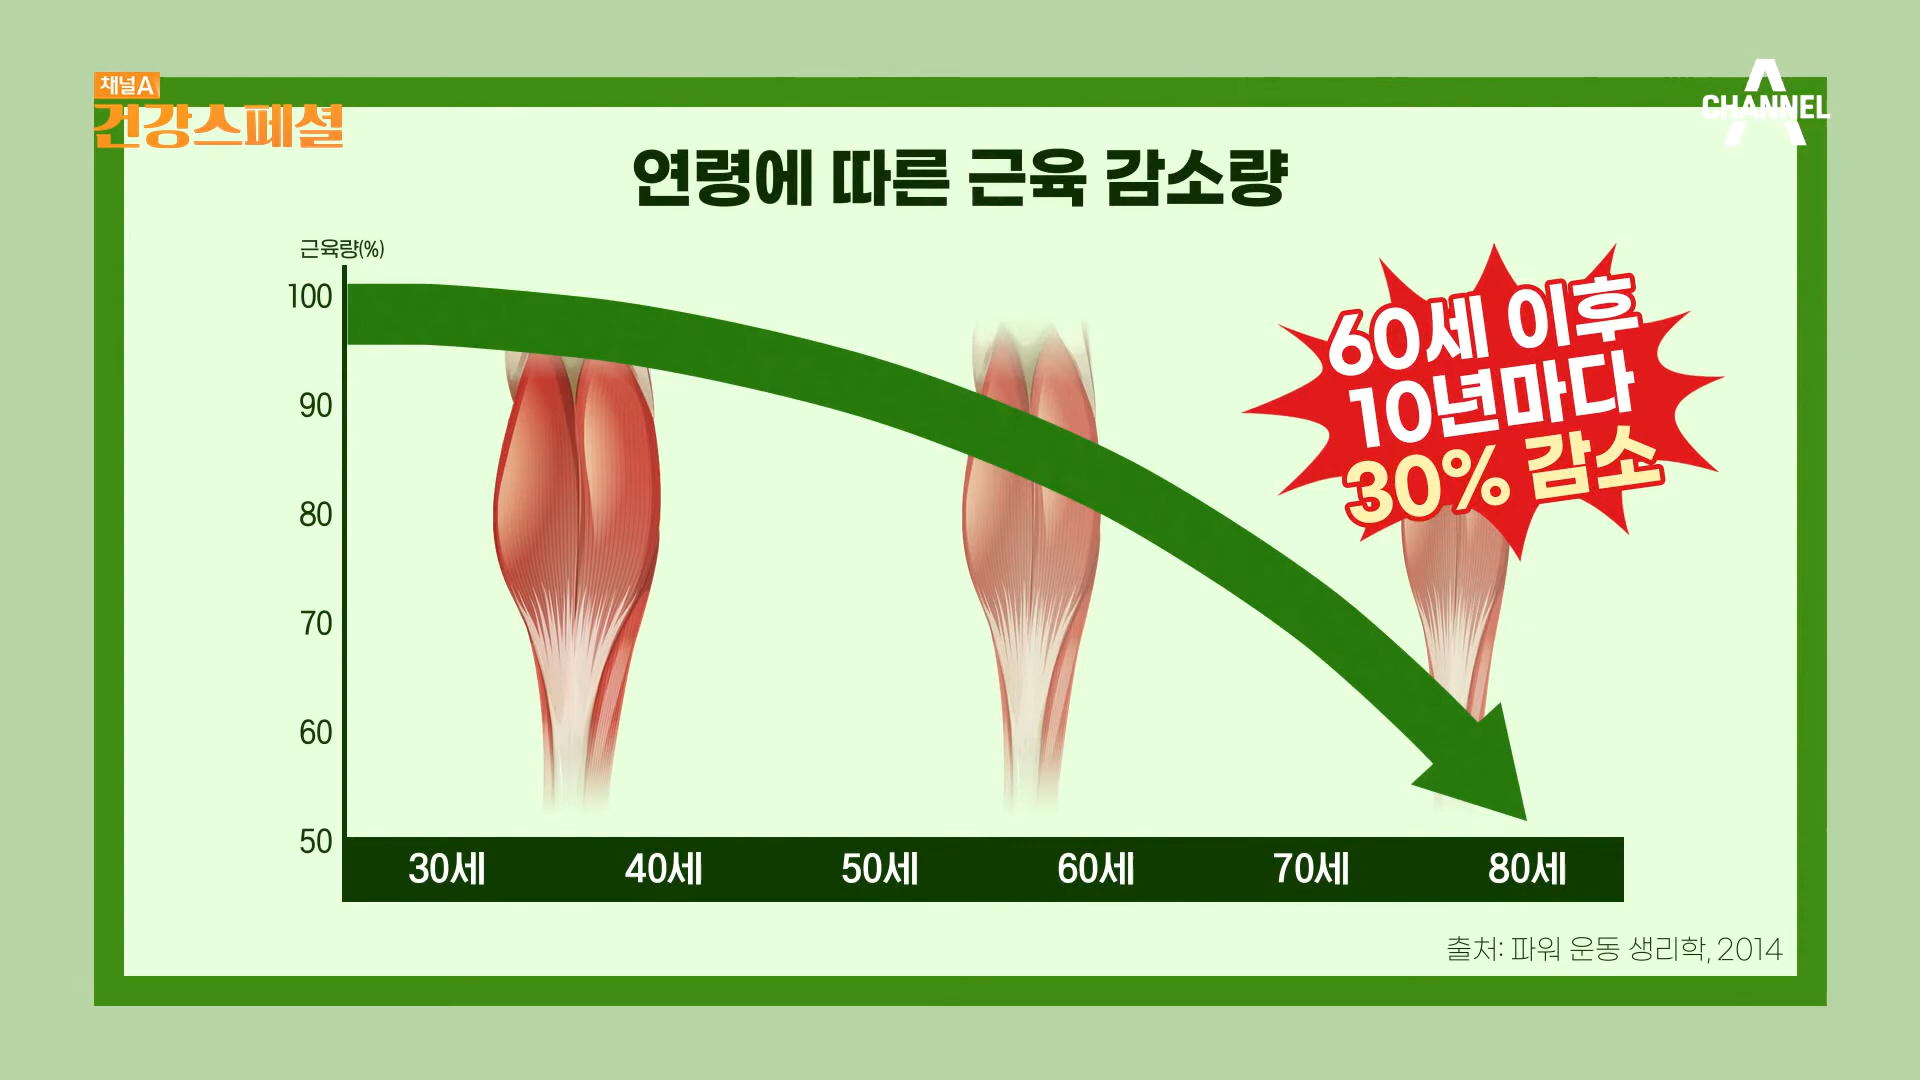 채널A
건강스페셜
CHANNEL A
연령에 따른 근육 감소량
근육량(%)
100
90
80
70
60
50
60세 이후
10년마다
30% 감소
30세 40세 50세 60세 70세 80세
출처: 파워 운동 생리학, 2014